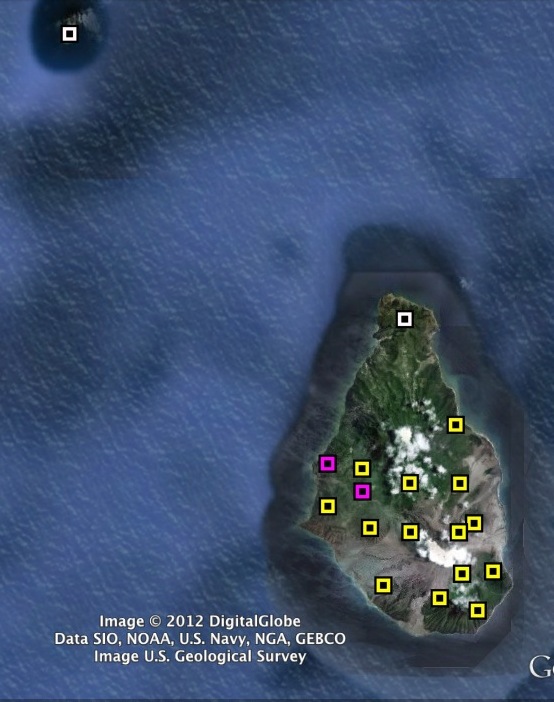 Image © 2012 DigitalGlobe
Data SIO, NOAA, U.S. Navy, NGA, GEBCO
Image U.S. Geological Survey